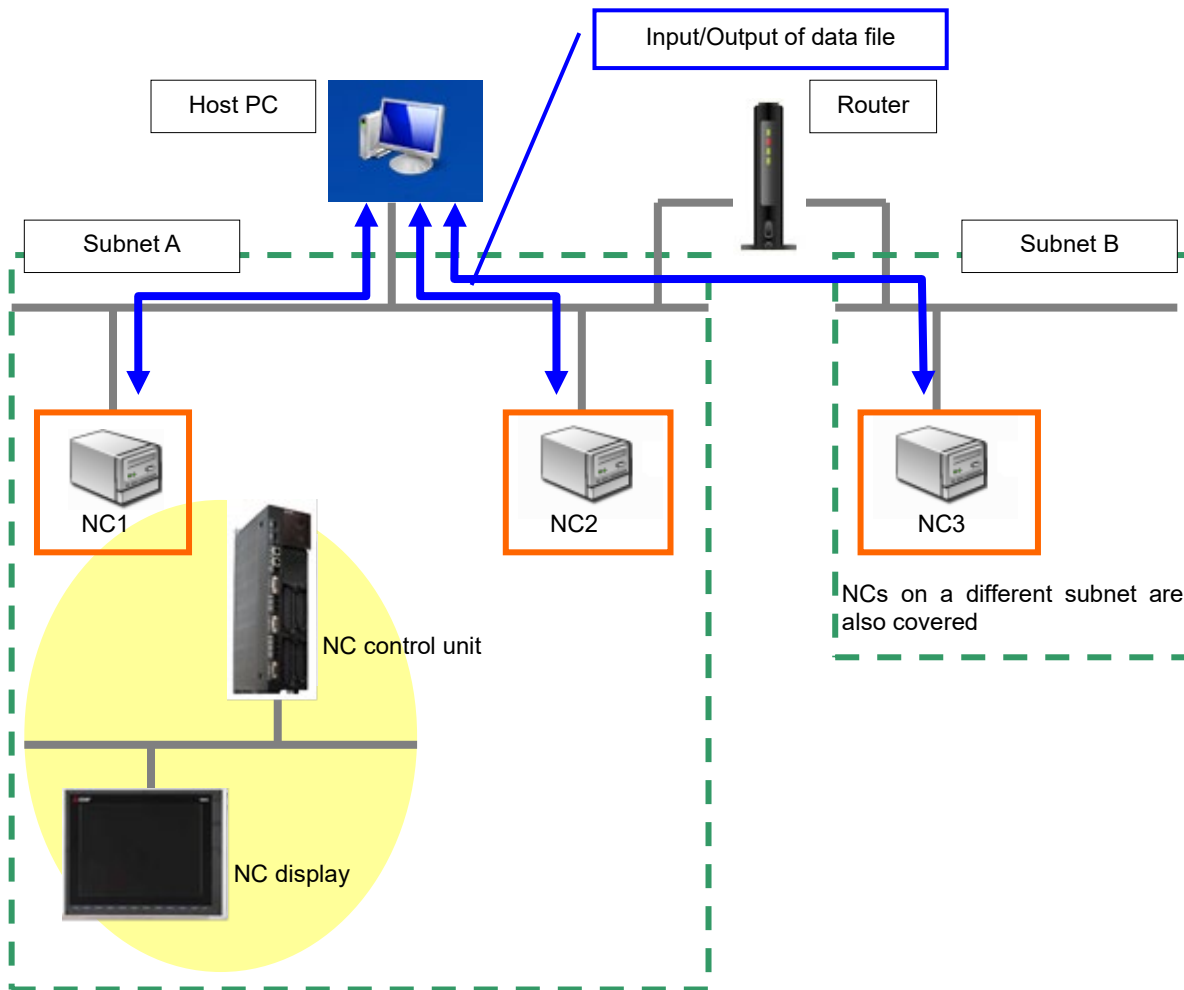 Input/Output of data file
Host PC
Router
Subnet A
Subnet B
NC1
NC2
NC3
NCs on a different subnet are
also covered
NC control unit
NC display